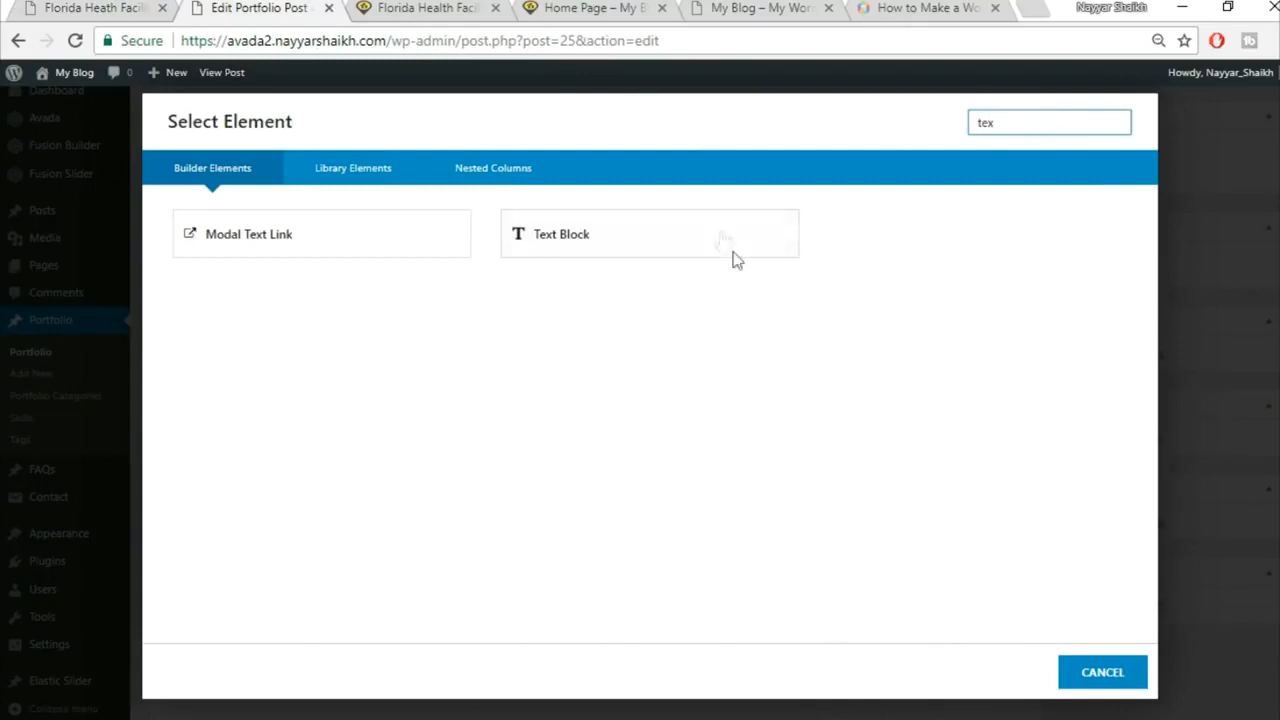 Florida Heath Facil
Edit Portfolio Post -
Florida Health Faci
Home Page – My B
My Blog – My Wor
How to Make a Wo
Nayyar Shaikh
Secure
https://avada2.nayyarshaikh.com/wp-admin/post.php?post=25&action=edit
My Blog
0
New
View Post
Howdy, Nayyar_Shaikh
Dashboard
Avada
Fusion Builder
Fusion Slider
Posts
Media
Pages
Comments
Portfolio
Portfolio
Add New
Portfolio Categories
Skills
Tags
FAQs
Contact
Appearance
Plugins
Users
Tools
Settings
Elastic Slider
Collapse menu
Select Element
tex
Builder Elements
Library Elements
Nested Columns
Modal Text Link
T Text Block
CANCEL